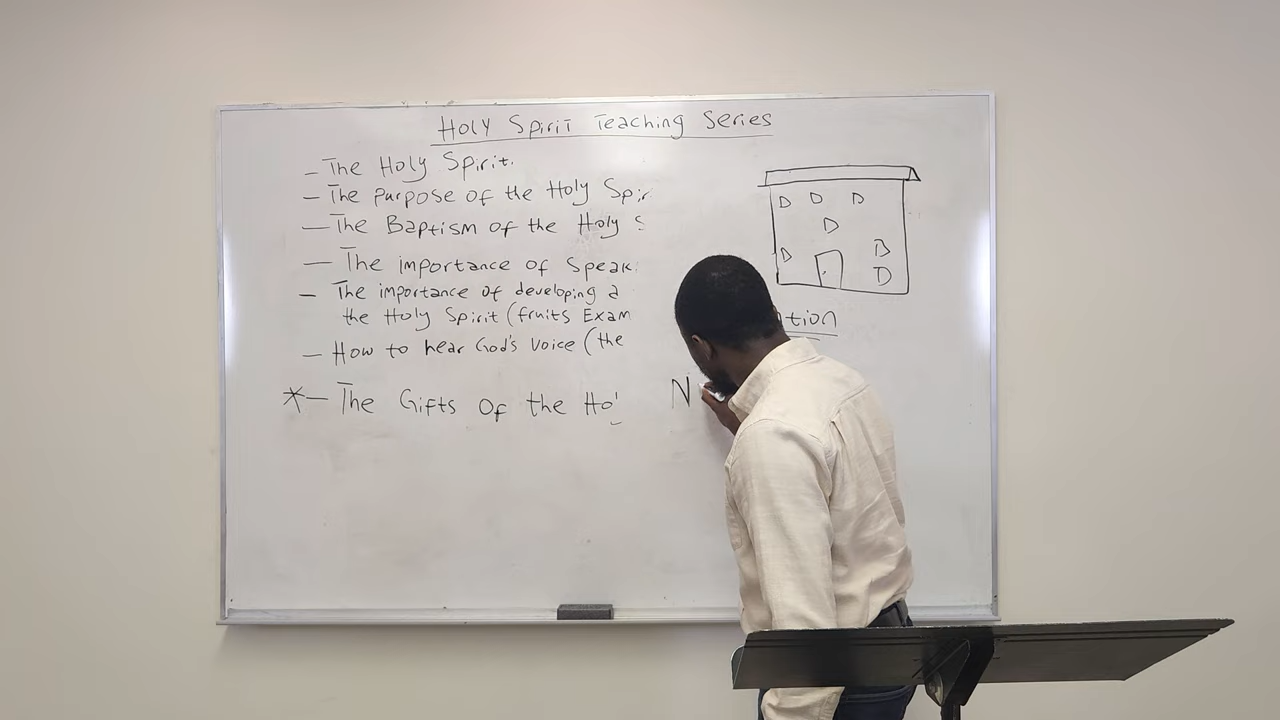 Holy Spirit Teaching Series
- The Holy Spirit.
- The purpose of the Holy Spir
- The Baptism of the Holy S
- The importance of Speak
- The importance of developing a
the Holy Spirit (fruits Exam
- How to hear God's voice (the
*- The Gifts of the Ho
D D D
D
D D
D
ation
N